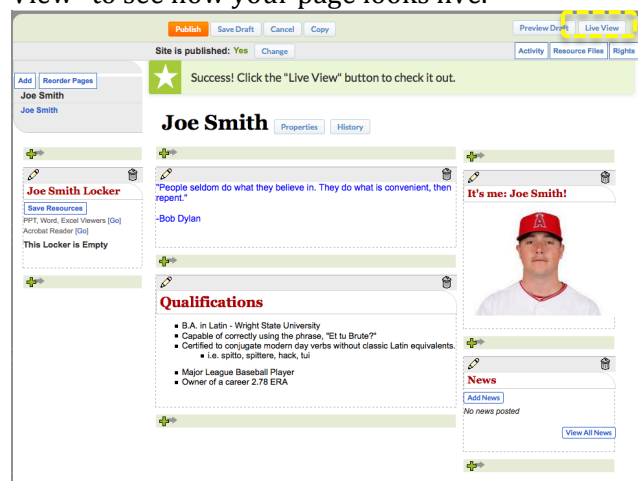 View" to see how your page looks live.
Publish Save Draft Cancel Copy Preview Draft Live View
Site is published: Yes Change Activity Resource Files Rights
Success! Click the "Live View" button to check it out.
Add Reorder Pages
Joe Smith
Joe Smith
Joe Smith Properties History
Joe Smith Locker
Save Resources
PPT, Word, Excel Viewers [Go]
Acrobat Reader [Go]
This Locker is Empty
"People seldom do what they believe in. They do what is convenient, then
repent."
-Bob Dylan
Qualifications
B.A. in Latin - Wright State University
Capable of correctly using the phrase, "Et tu Brute?"
Certified to conjugate modern day verbs without classic Latin equivalents.
i.e. spitto, spittere, hack, tui
Major League Baseball Player
Owner of a career 2.78 ERA
It's me: Joe Smith!
A
News
Add News
No news posted
View All News